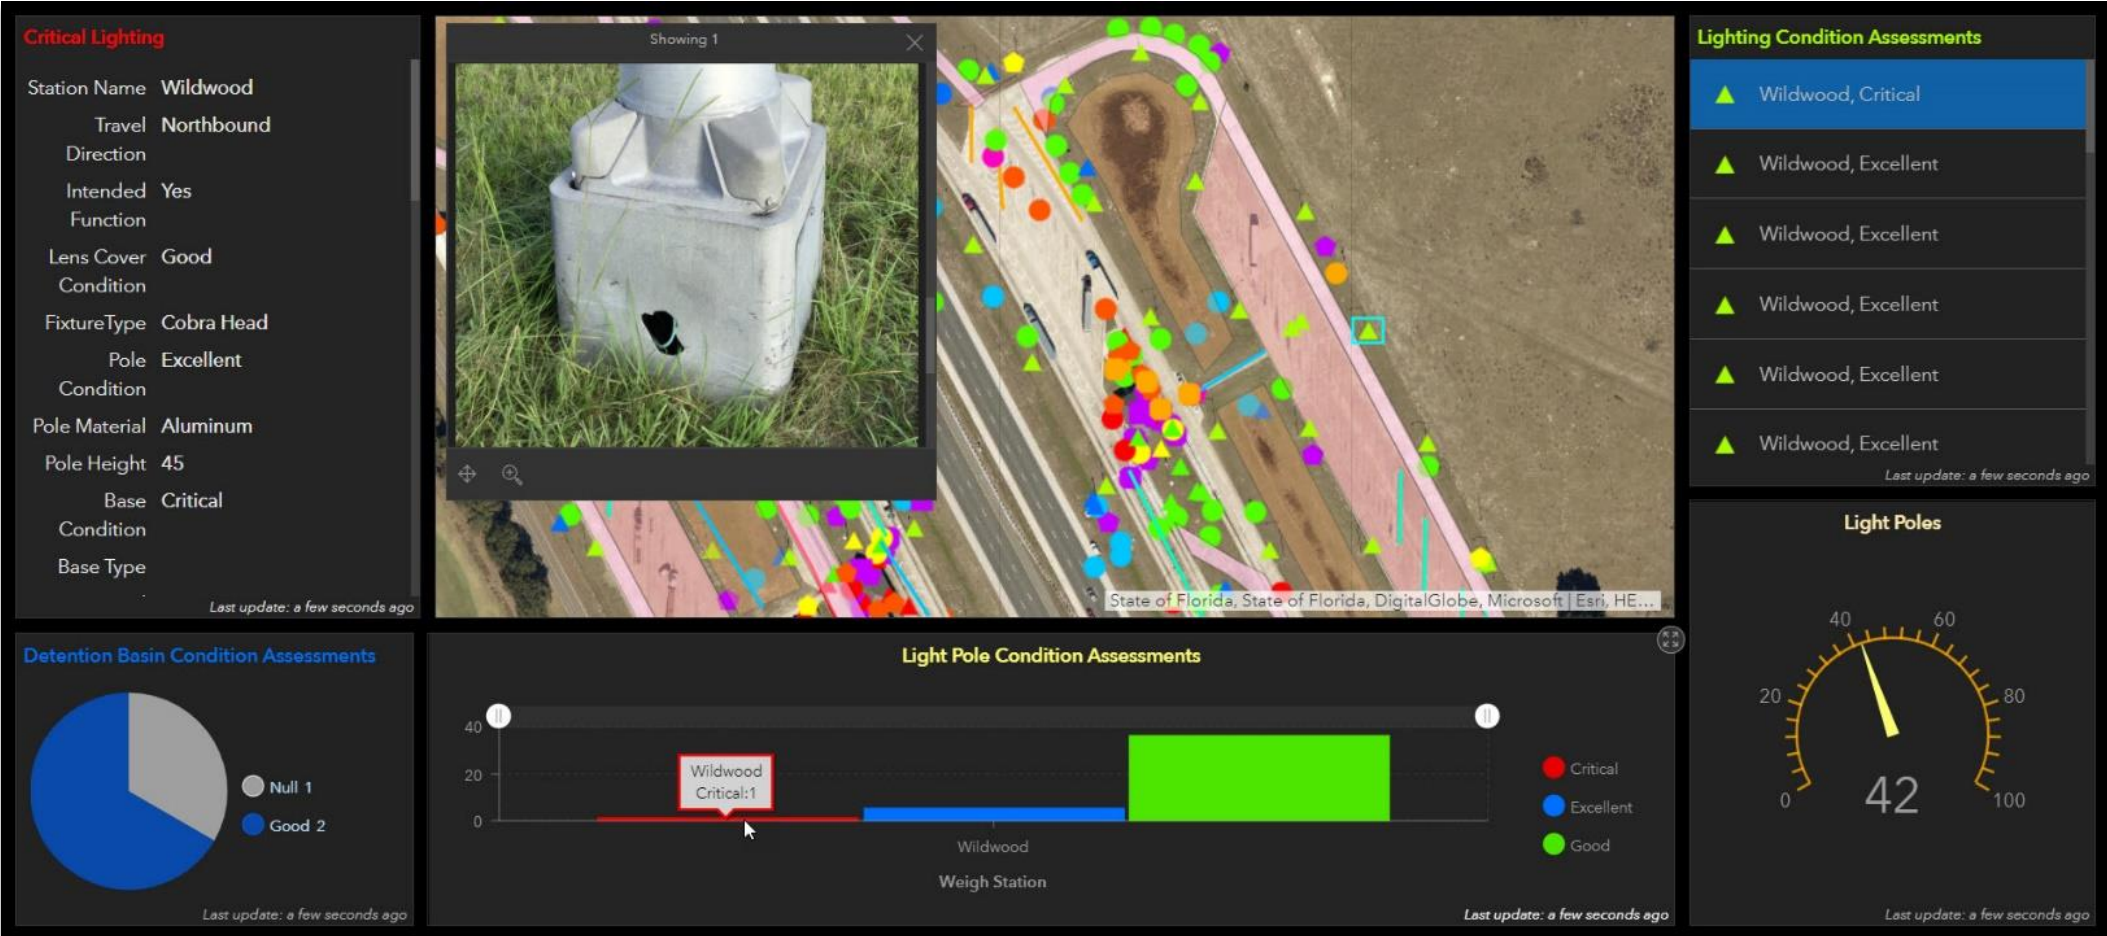 Critical Lighting
Station Name Wildwood
Travel Northbound
Direction
Intended Yes
Function
Lens Cover Good
Condition
FixtureType Cobra Head
Pole Excellent
Condition
Pole Material Aluminum
Pole Height 45
Base Critical
Condition
Base Type
Last update: a few seconds ago
Showing 1
State of Florida, State of Florida, DigitalGlobe, Microsoft | Esri, HE...
Lighting Condition Assessments
Wildwood, Critical
Wildwood, Excellent
Wildwood, Excellent
Wildwood, Excellent
Wildwood, Excellent
Wildwood, Excellent
Last update: a few seconds ago
Detention Basin Condition Assessments
Null 1
Good 2
Last update: a few seconds ago
Light Pole Condition Assessments
40
20
0
Wildwood
Critical:1
Wildwood
Weigh Station
Critical
Excellent
Good
Last update: a few seconds ago
Light Poles
40 60
20 80
0 100
42
Last update: a few seconds ago